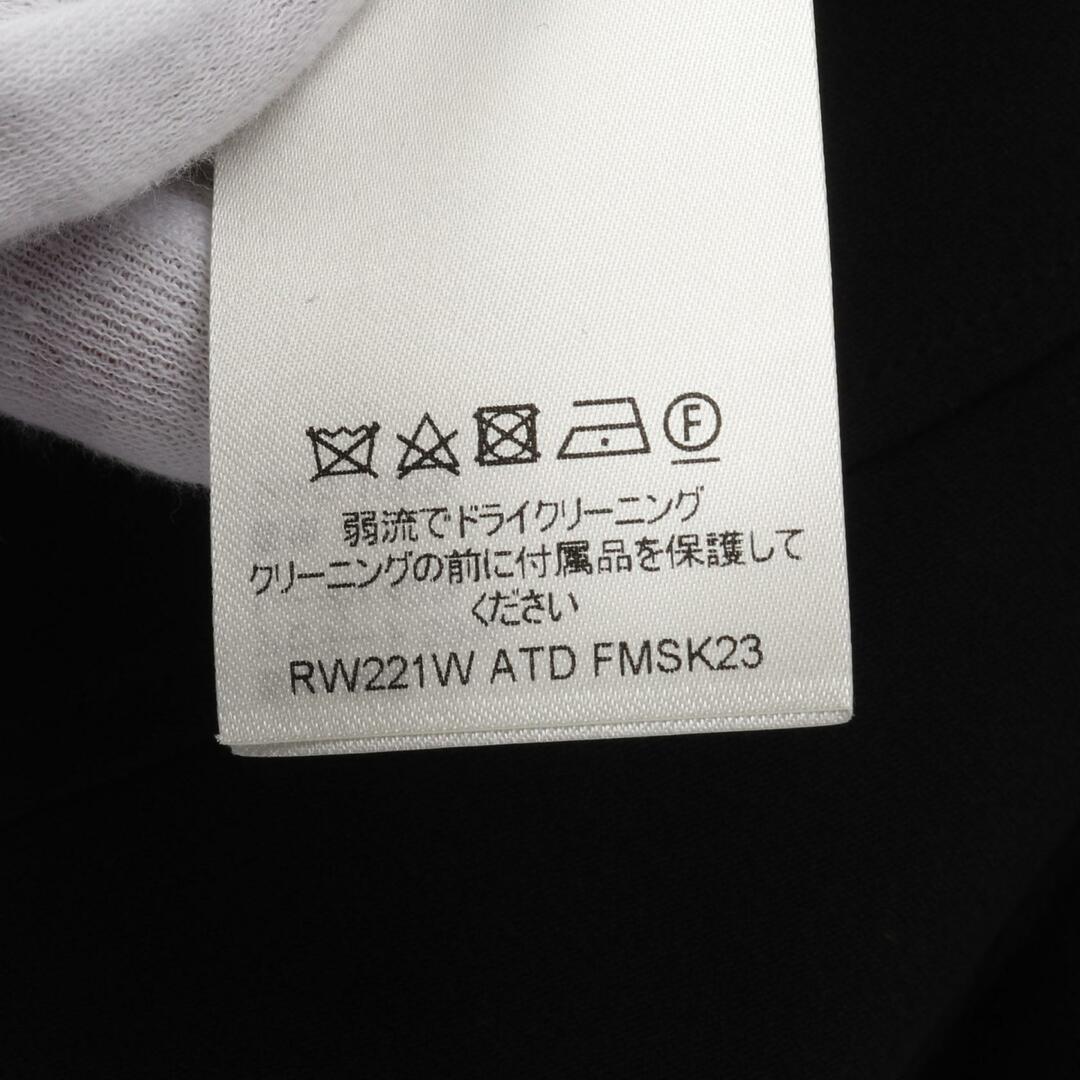 F
弱流でドライクリーニング
クリーニングの前に付属品を保護して
ください
RW221W ATD FMSK23